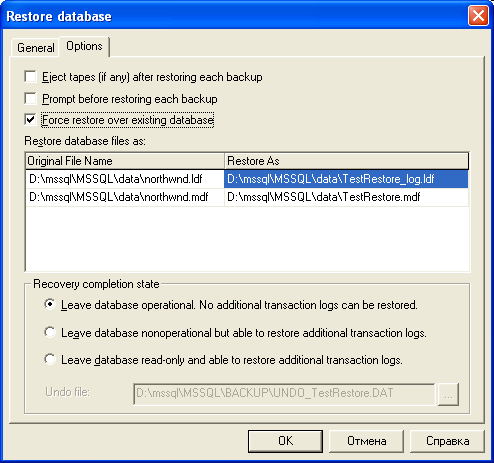 Restore database
General Options
Eject tapes (if any) after restoring each backup
Prompt before restoring each backup
Force restore over existing database
Restore database files as:
Original File Name Restore As
D:\mssql\MSSQL\data\northwnd.ldf D:\mssql\MSSQL\data\TestRestore_log.ldf
D:\mssql\MSSQL\data\northwnd.mdf D:\mssql\MSSQL\data\TestRestore.mdf
Recovery completion state
Leave database operational. No additional transaction logs can be restored.
Leave database nonoperational but able to restore additional transaction logs.
Leave database read-only and able to restore additional transaction logs.
Undo file: D:\mssql\MSSQL\BACKUP\UNDO_TestRestore.DAT ...
OK Отмена Справка